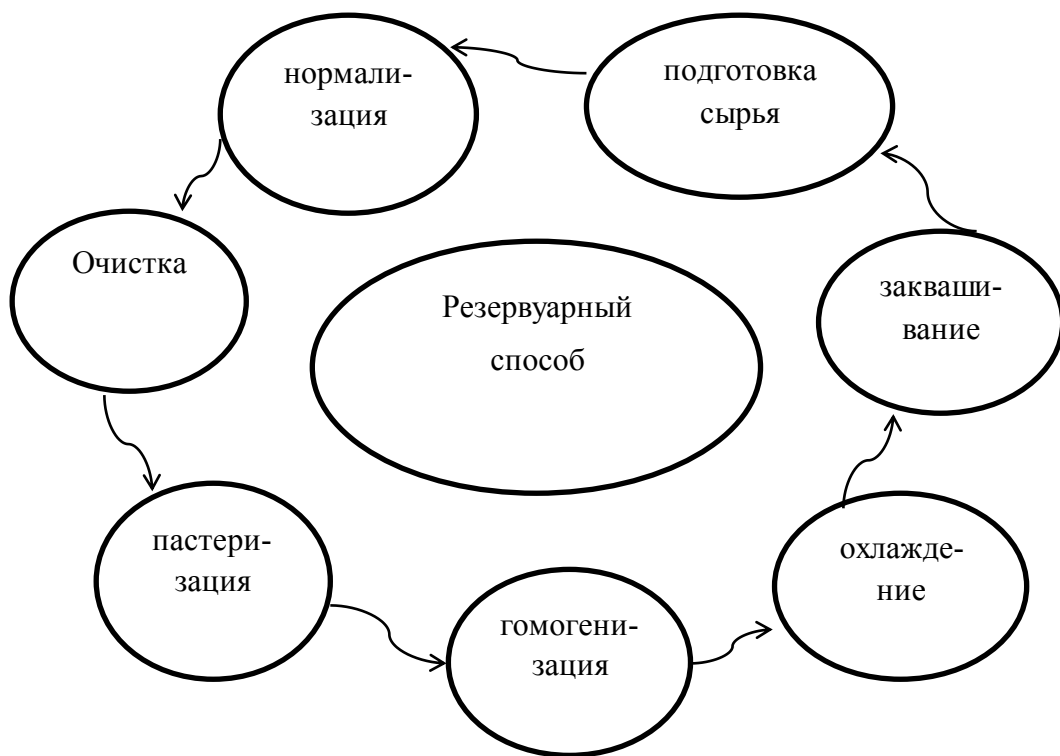 нормали-
зация
подготовка
сырья
Очистка
Резервуарный
способ
закваши-
вание
пастери-
зация
гомогени-
зация
охлажде-
ние